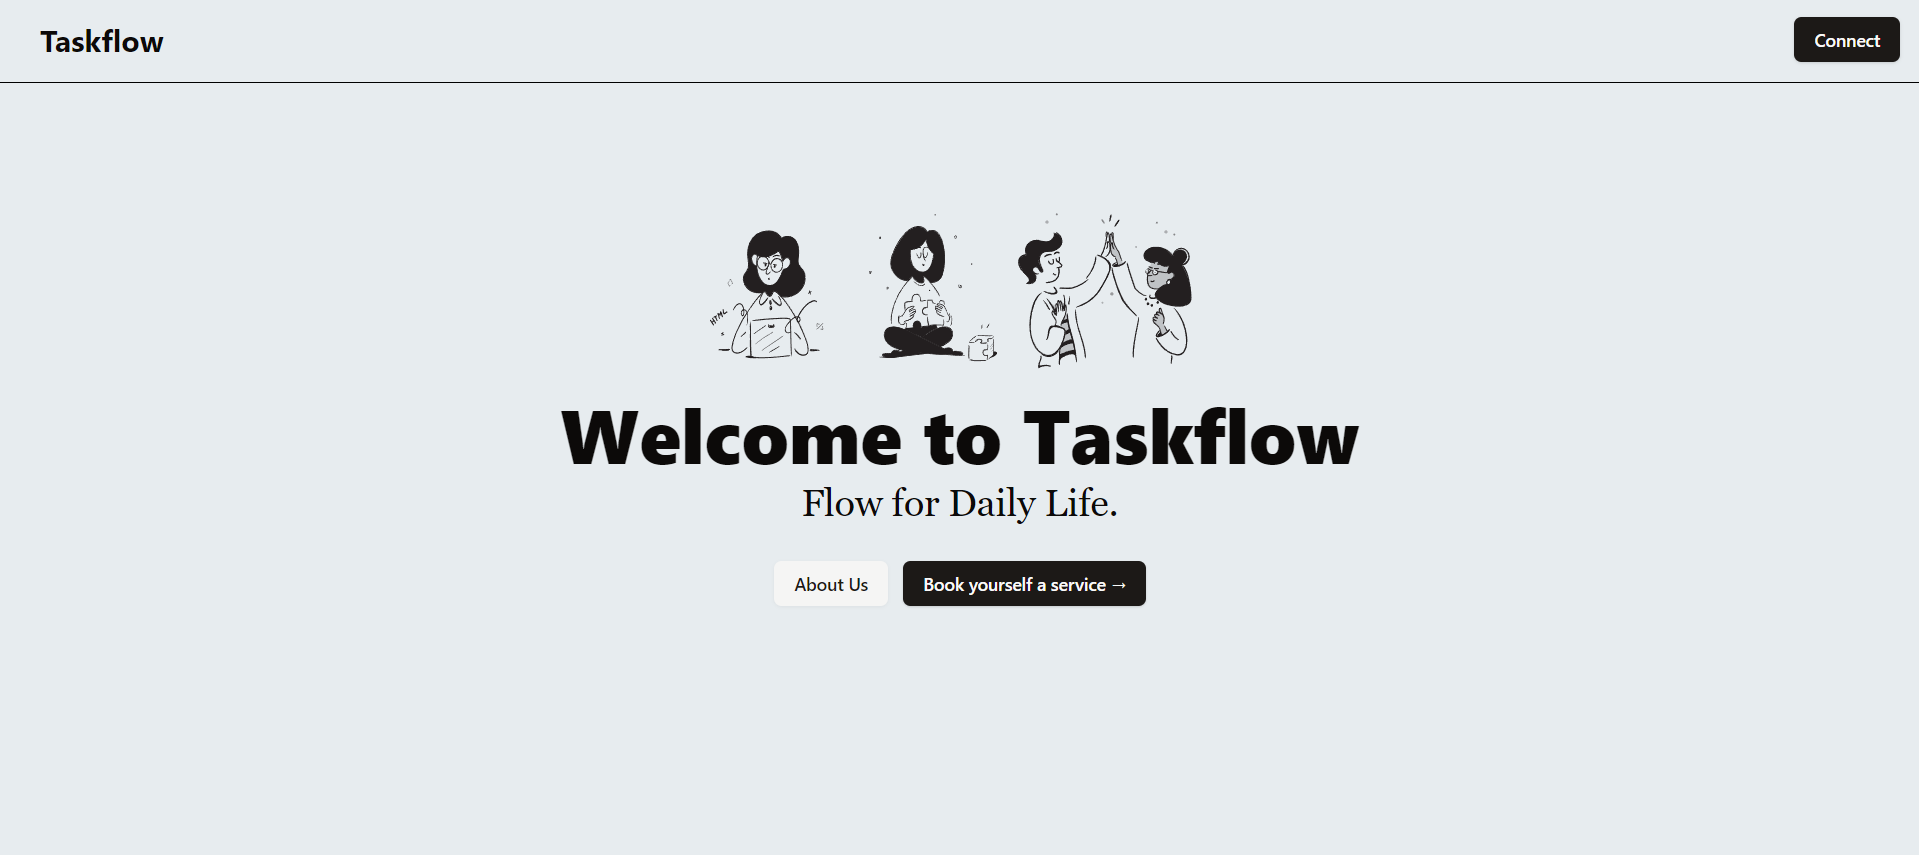 Taskflow
Connect
HTML
Welcome to Taskflow
Flow for Daily Life.
About Us
Book yourself a service →